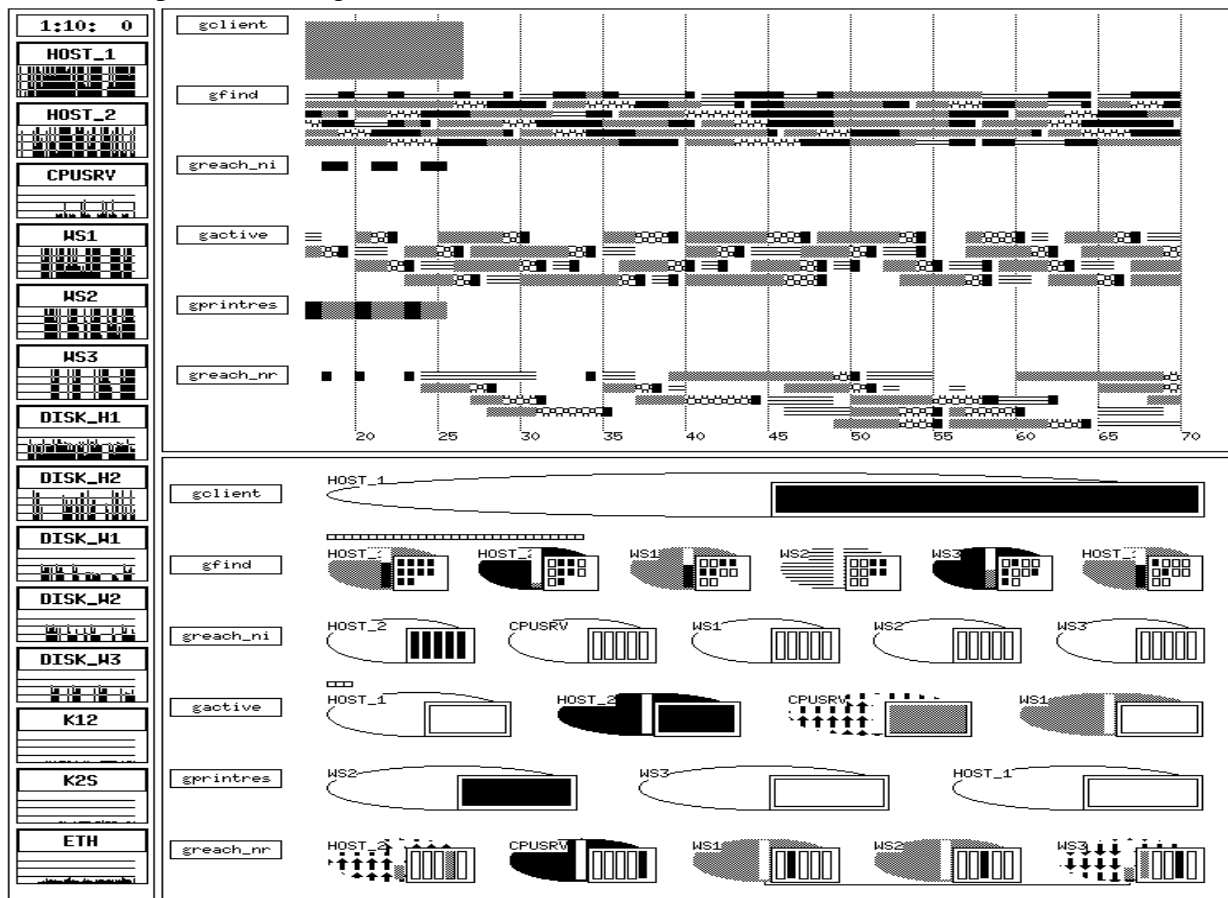 1:10: 0
HOST_1
HOST_2
CPUSRV
WS1
WS2
WS3
DISK_H1
DISK_H2
DISK_W1
DISK_W2
DISK_W3
K12
K2S
ETH
gclient
gfind
greach_ni
gactive
gprintres
greach_nr
20 25 30 35 40 45 50 55 60 65 70
gclient
HOST_1
gfind
HOST_2 HOST_2 WS1 WS2 WS3 HOST_2
greach_ni
HOST_2 CPUSRV WS1 WS2 WS3
gactive
HOST_1 HOST_2 CPUSRV WS1
gprintres
WS2 WS3 HOST_1
greach_nr
HOST_2 CPUSRV WS1 WS2 WS3